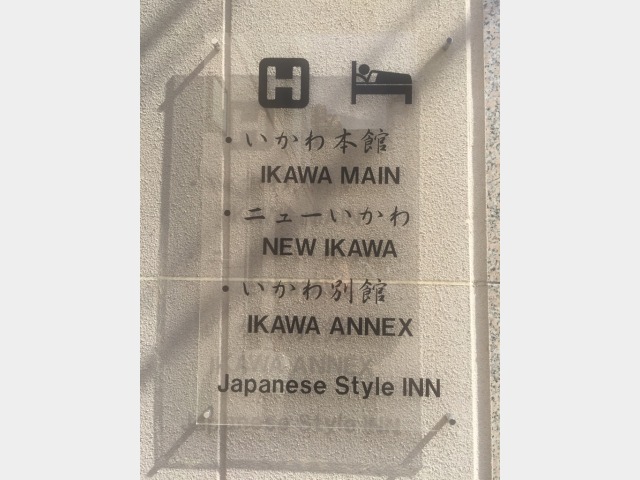 H
・いかわ本館
IKAWA MAIN
・ニューいかわ
NEW IKAWA
・いかわ別館
IKAWA ANNEX
Japanese Style INN